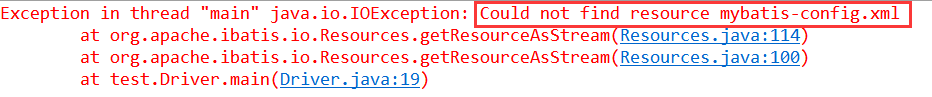 Exception in thread "main" java.io.IOException: Could not find resource mybatis-config.xml
at org.apache.ibatis.io.Resources.getResourceAsStream(Resources.java:114)
at org.apache.ibatis.io.Resources.getResourceAsStream(Resources.java:100)
at test.Driver.main(Driver.java:19)